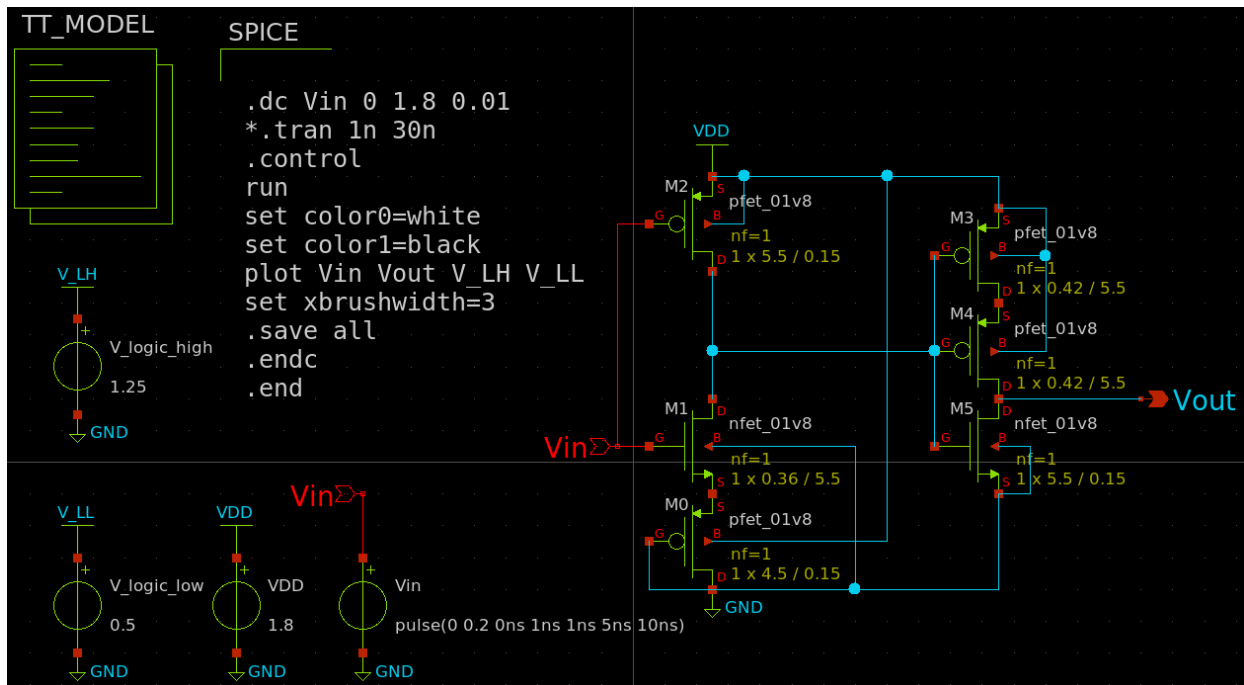 TT_MODEL
SPICE
.dc Vin 0 1.8 0.01
*.tran 1n 30n
.control
run
set color0=white
set color1=black
plot Vin Vout V_LH V_LL
set xbrushwidth=3
.save all
.endc
.end
V_LH
+
V_logic_high
1.25
GND
V_LL
+
V_logic_low
0.5
GND
VDD
+
VDD
1.8
GND
Vin
+
Vin
pulse(0 0.2 0ns 1ns 1ns 5ns 10ns)
GND
VDD
M2
S
pfet_01v8
G
B
nf=1
D
1 x 5.5 / 0.15
M3
S
pfet_01v8
G
B
nf=1
D
1 x 0.42 / 5.5
M4
S
pfet_01v8
G
B
nf=1
D
1 x 0.42 / 5.5
Vout
Vin
M1
D
nfet_01v8
G
B
nf=1
S
1 x 0.36 / 5.5
M5
D
nfet_01v8
G
B
nf=1
S
1 x 5.5 / 0.15
M0
S
pfet_01v8
G
B
nf=1
D
1 x 4.5 / 0.15
GND